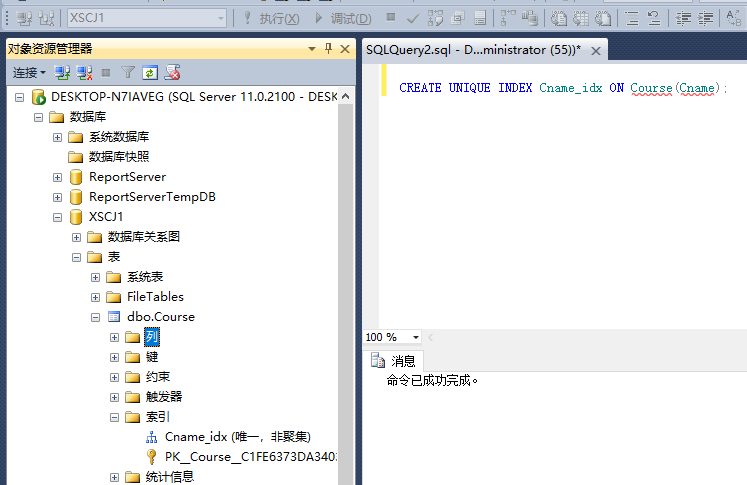 XSCJ1
执行(X)
调试(D)
对象资源管理器
连接
DESKTOP-N7IAVEG (SQL Server 11.0.2100 - DESK
数据库
系统数据库
数据库快照
ReportServer
ReportServerTempDB
XSCJ1
数据库关系图
表
系统表
FileTables
dbo.Course
列
键
约束
触发器
索引
Cname_idx (唯一，非聚集)
PK__Course__C1FE6373DA340
统计信息
SQLQuery2.sql - D...ministrator (55))*
CREATE UNIQUE INDEX Cname_idx ON Course(Cname);
100 %
消息
命令已成功完成。